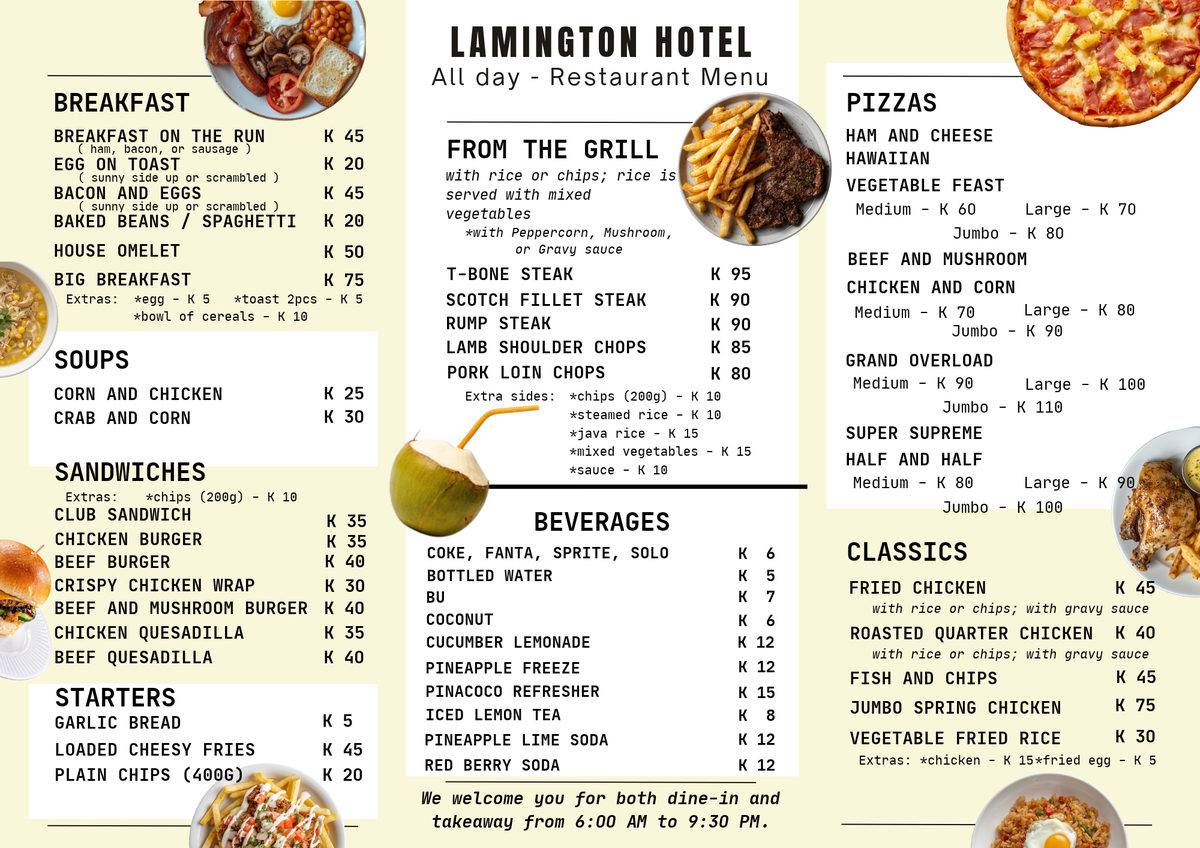 LAMINGTON HOTEL
All day - Restaurant Menu
BREAKFAST
BREAKFAST ON THE RUN K 45
( ham, bacon, or sausage )
EGG ON TOAST K 20
( sunny side up or scrambled )
BACON AND EGGS K 45
( sunny side up or scrambled )
BAKED BEANS / SPAGHETTI K 20
HOUSE OMELET K 50
BIG BREAKFAST K 75
Extras: *egg - K 5 *toast 2pcs - K 5
*bowl of cereals - K 10
SOUPS
CORN AND CHICKEN K 25
CRAB AND CORN K 30
SANDWICHES
Extras: *chips (200g) - K 10
CLUB SANDWICH K 35
CHICKEN BURGER K 35
BEEF BURGER K 40
CRISPY CHICKEN WRAP K 30
BEEF AND MUSHROOM BURGER K 40
CHICKEN QUESADILLA K 35
BEEF QUESADILLA K 40
STARTERS
GARLIC BREAD K 5
LOADED CHEESY FRIES K 45
PLAIN CHIPS (400G) K 20
FROM THE GRILL
with rice or chips; rice is
served with mixed
vegetables
*with Peppercorn, Mushroom,
or Gravy sauce
T-BONE STEAK K 95
SCOTCH FILLET STEAK K 90
RUMP STEAK K 90
LAMB SHOULDER CHOPS K 85
PORK LOIN CHOPS K 80
Extra sides: *chips (200g) - K 10
*steamed rice - K 10
*java rice - K 15
*mixed vegetables - K 15
*sauce - K 10
BEVERAGES
COKE, FANTA, SPRITE, SOLO K 6
BOTTLED WATER K 5
BU K 7
COCONUT K 6
CUCUMBER LEMONADE K 12
PINEAPPLE FREEZE K 12
PINACOCO REFRESHER K 15
ICED LEMON TEA K 8
PINEAPPLE LIME SODA K 12
RED BERRY SODA K 12
We welcome you for both dine-in and
takeaway from 6:00 AM to 9:30 PM.
PIZZAS
HAM AND CHEESE
HAWAIIAN
VEGETABLE FEAST
Medium - K 60 Large - K 70
Jumbo - K 80
BEEF AND MUSHROOM
CHICKEN AND CORN
Medium - K 70 Large - K 80
Jumbo - K 90
GRAND OVERLOAD
Medium - K 90 Large - K 100
Jumbo - K 110
SUPER SUPREME
HALF AND HALF
Medium - K 80 Large - K 90
Jumbo - K 100
CLASSICS
FRIED CHICKEN K 45
with rice or chips; with gravy sauce
ROASTED QUARTER CHICKEN K 40
with rice or chips; with gravy sauce
FISH AND CHIPS K 45
JUMBO SPRING CHICKEN K 75
VEGETABLE FRIED RICE K 30
Extras: *chicken - K 15*fried egg - K 5